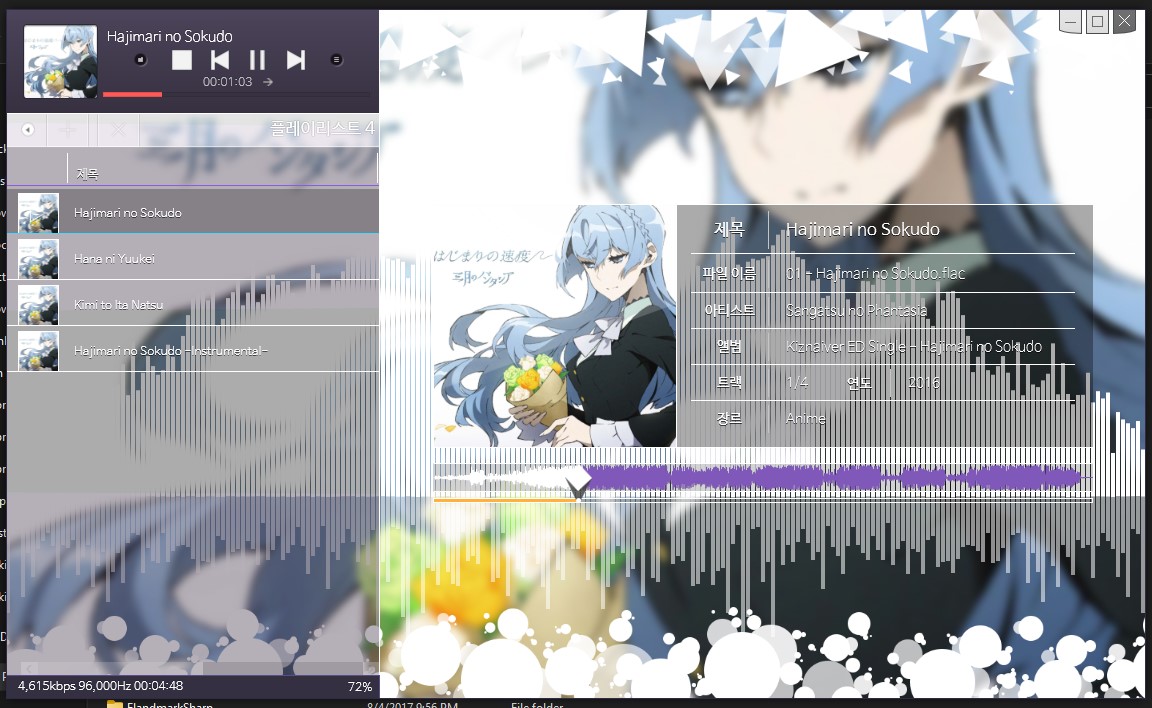 Hajimari no Sokudo
00:01:03
플레이리스트 4
제목
Hajimari no Sokudo
Hana ni Yuukei
Kimi to Ita Natsu
Hajimari no Sokudo ~Instrumental~
4,615kbps 96,000Hz 00:04:48 72%
はじまりの速度
三月のパンタシア
제목 Hajimari no Sokudo
파일 이름 01 - Hajimari no Sokudo.flac
아티스트 Sangatsu no Phantasia
앨범 Kiznaiver ED Single - Hajimari no Sokudo
트랙 1/4 연도 2016
장르 Anime
FlandmarkSharp 8/4/2017 9:56 PM File folder